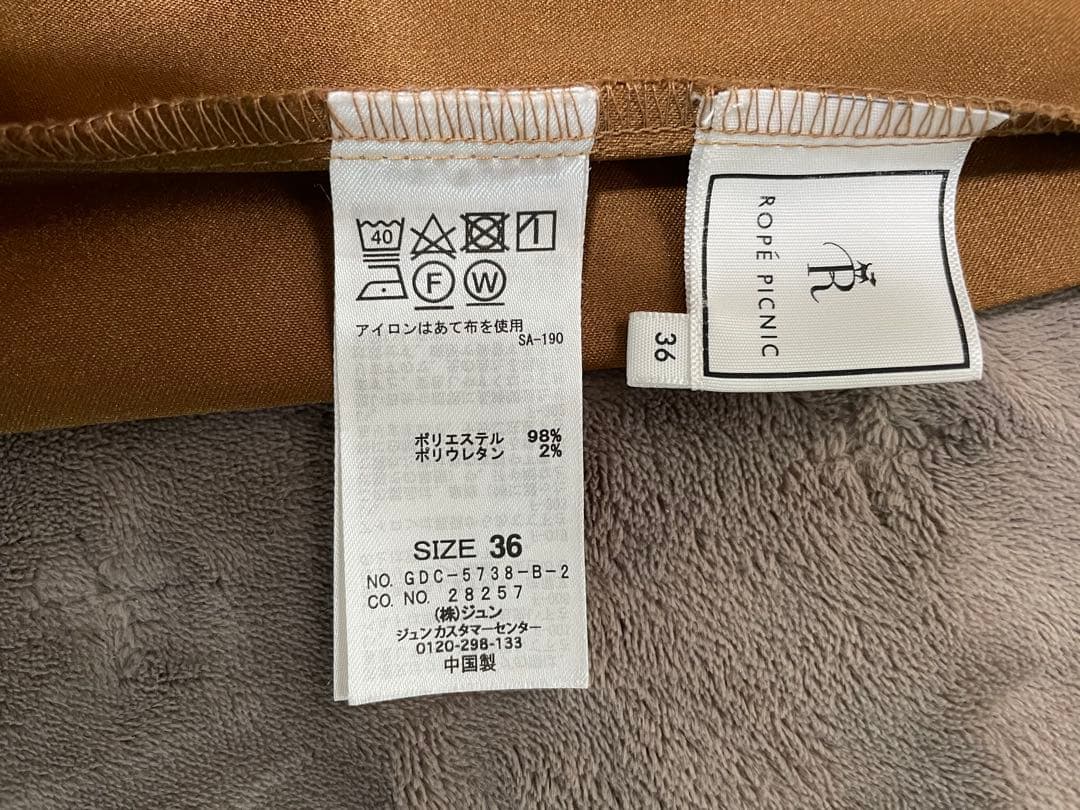 40
F W
アイロンはあて布を使用
SA-190
ポリエステル 98%
ポリウレタン 2%
SIZE 36
NO. GDC-5738-B-2
CO. NO. 28257
(株)ジュン
ジュンカスタマーセンター
0120-298-133
中国製
36
R
ROPÉ PICNIC